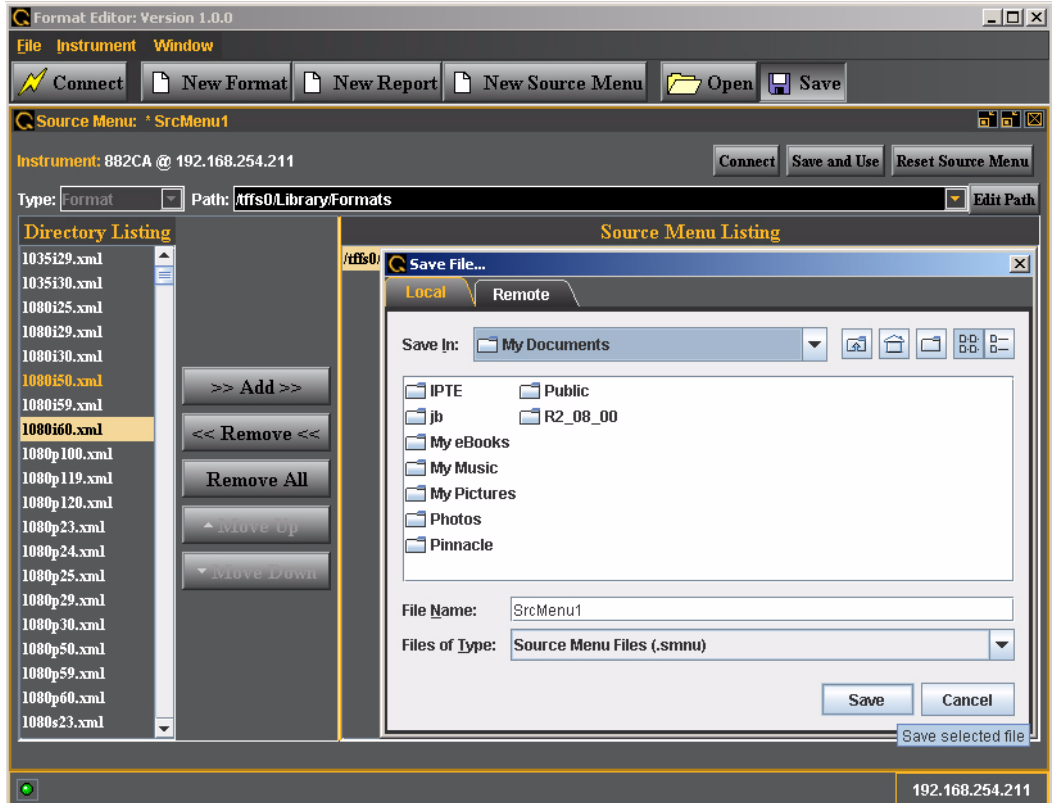 Format Editor: Version 1.0.0
File Instrument Window
Connect New Format New Report New Source Menu Open Save
Source Menu: * SrcMenu1
Instrument: 882CA @ 192.168.254.211
Connect Save and Use Reset Source Menu
Type: Format Path: /tffs0/Library/Formats Edit Path
Directory Listing
1035i29.xml
1035i30.xml
1080i25.xml
1080i29.xml
1080i30.xml
1080i50.xml
1080i59.xml
1080i60.xml
1080p100.xml
1080p119.xml
1080p120.xml
1080p23.xml
1080p24.xml
1080p25.xml
1080p29.xml
1080p30.xml
1080p50.xml
1080p59.xml
1080p60.xml
1080s23.xml
>> Add >>
<< Remove <<
Remove All
Move Up
Move Down
Source Menu Listing
/tffs0/
Save File...
Local Remote
Save In: My Documents
IPTE Public
jb R2_08_00
My eBooks
My Music
My Pictures
Photos
Pinnacle
File Name: SrcMenu1
Files of Type: Source Menu Files (.smnu)
Save Cancel
Save selected file
192.168.254.211